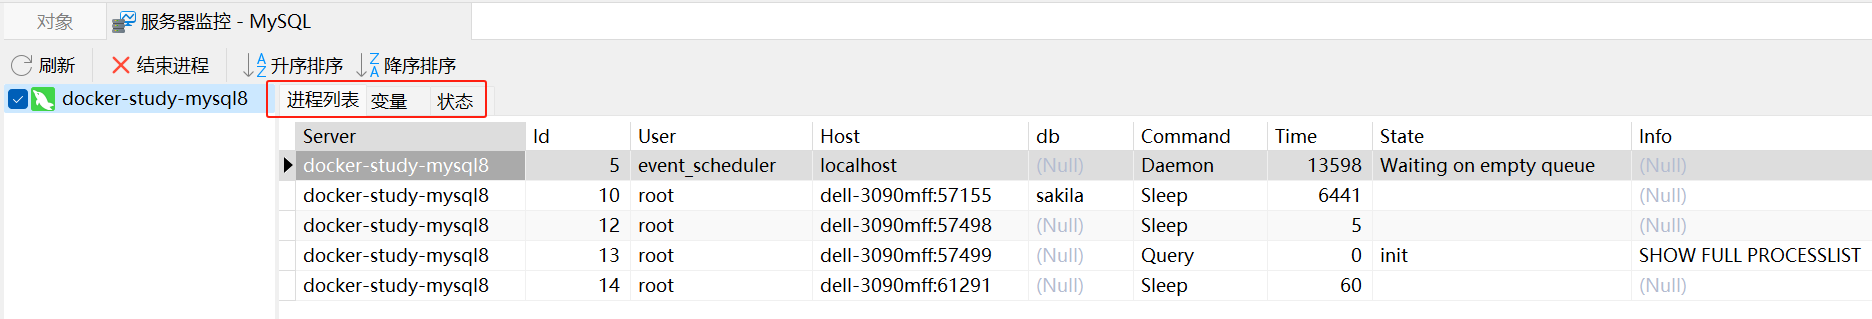 对象 服务器监控 - MySQL
刷新 结束进程 升序排序 降序排序
docker-study-mysql8 进程列表 变量 状态
Server Id User Host db Command Time State Info
docker-study-mysql8 5 event_scheduler localhost (Null) Daemon 13598 Waiting on empty queue (Null)
docker-study-mysql8 10 root dell-3090mff:57155 sakila Sleep 6441 (Null)
docker-study-mysql8 12 root dell-3090mff:57498 (Null) Sleep 5 (Null)
docker-study-mysql8 13 root dell-3090mff:57499 (Null) Query 0 init SHOW FULL PROCESSLIST
docker-study-mysql8 14 root dell-3090mff:61291 (Null) Sleep 60 (Null)